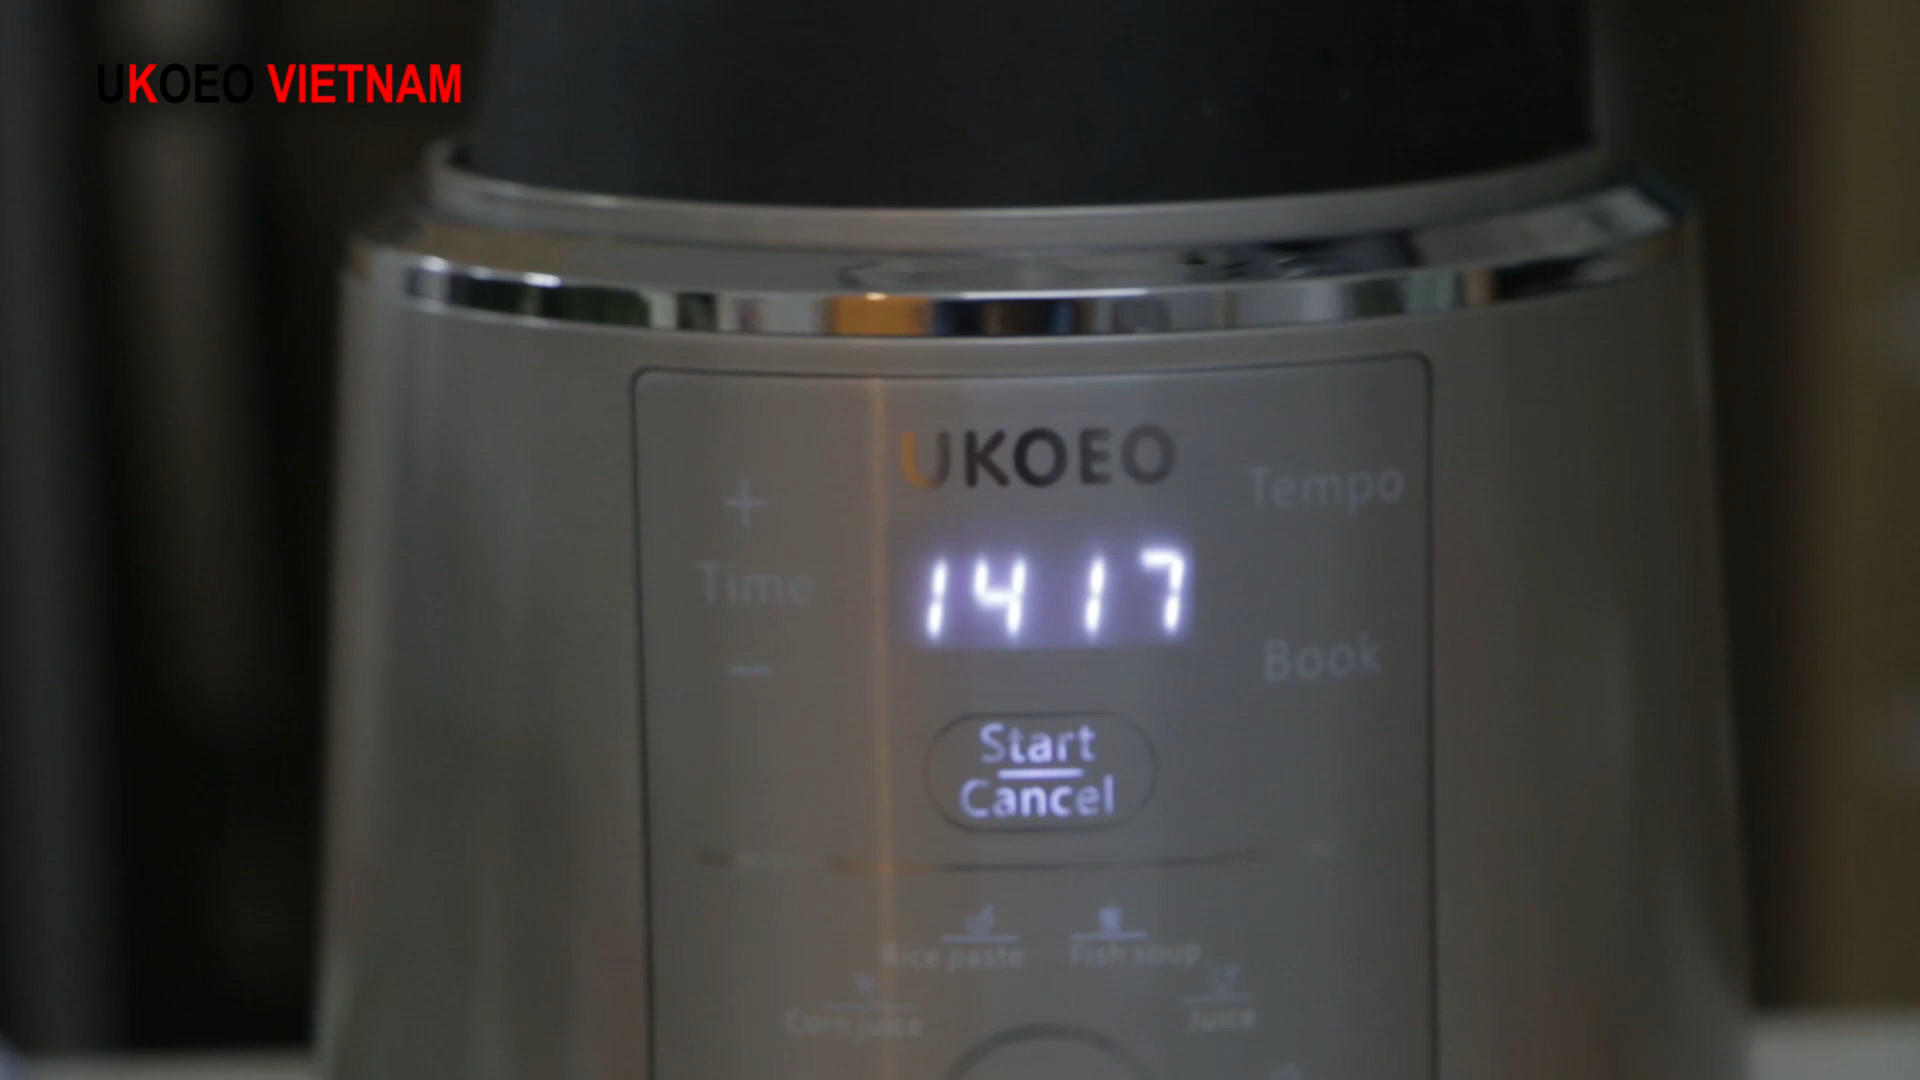 UKOEO VIETNAM
UKOEO
+
Tempo
1417
Time
Book
−
Start
Cancel
Rice paste
Fish soup
Corn juice
Juice